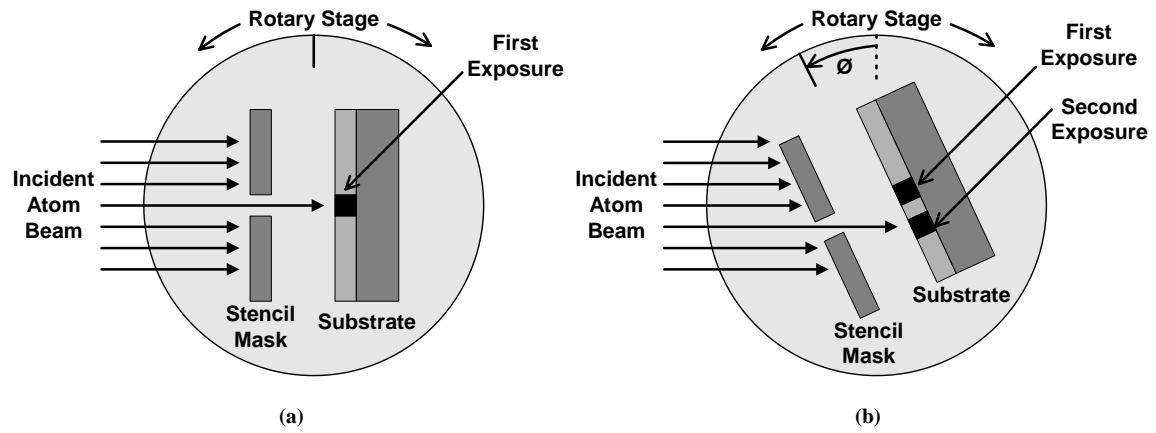 Rotary Stage
First
Exposure
Incident
Atom
Beam
Stencil
Mask
Substrate
(a)
Rotary Stage
ø
First
Exposure
Second
Exposure
Incident
Atom
Beam
Substrate
Stencil
Mask
(b)